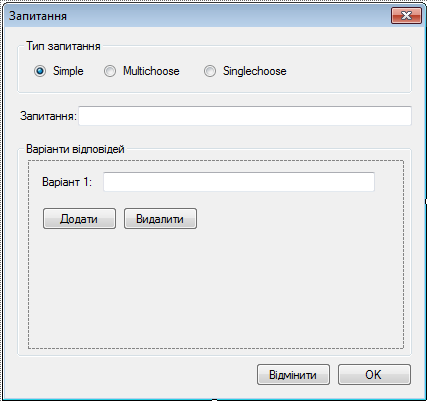 Запитання
Тип запитання
Simple Multichoose Singlechoose
Запитання:
Варіанти відповідей
Варіант 1:
Додати Видалити
Відмінити OK